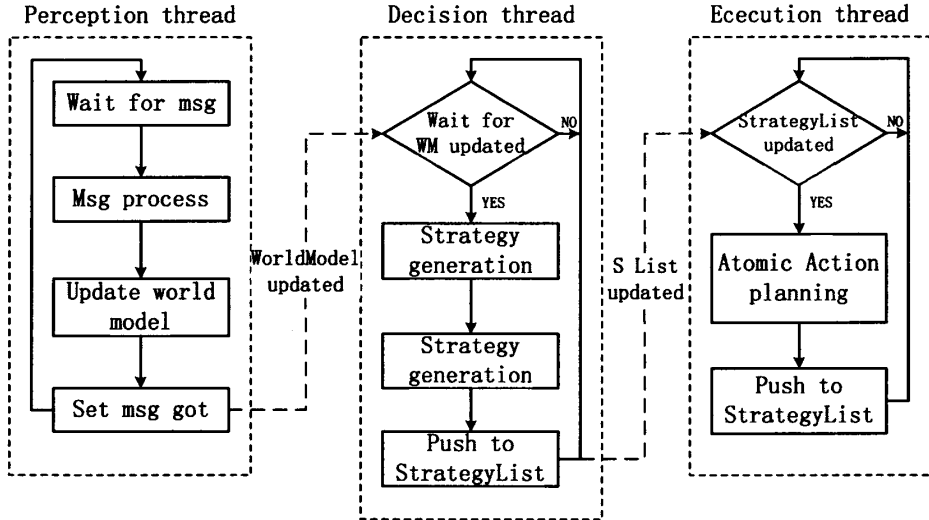 Perception thread
Wait for msg
Msg process
Update world
model
Set msg got
WorldModel
updated
Decision thread
Wait for
WM updated
NO
YES
Strategy
generation
Strategy
generation
Push to
StrategyList
S List
updated
Ececution thread
StrategyList
updated
NO
YES
Atomic Action
planning
Push to
StrategyList